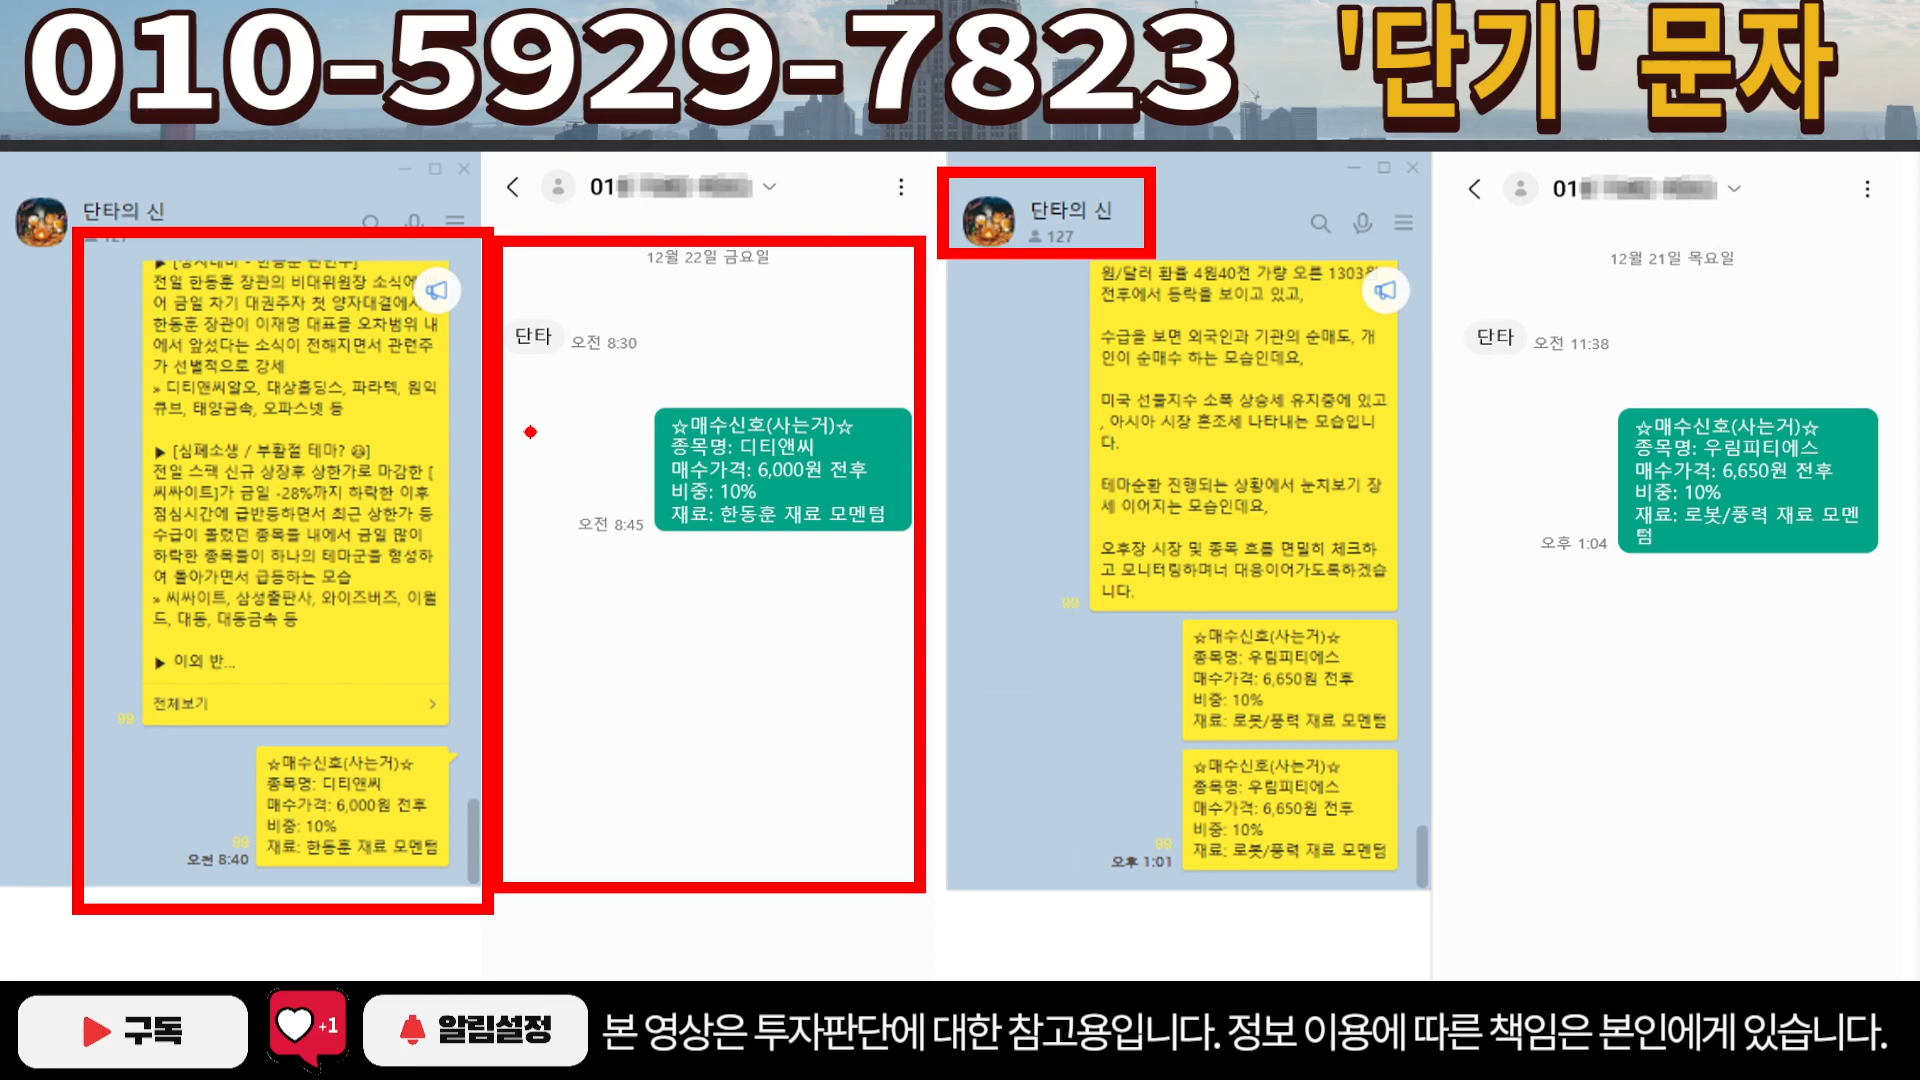 010-5929-7823 '단기' 문자
단타의 신
127
▶ [정치테마 - 한동훈 관련주]
전일 한동훈 장관의 비대위원장 소식에
어 금일 차기 대권주자 첫 양자대결에서
한동훈 장관이 이재명 대표를 오차범위 내
에서 앞섰다는 소식이 전해지면서 관련주
가 선별적으로 강세
» 디티앤씨알오, 대상홀딩스, 파라텍, 원익
큐브, 태양금속, 오파스넷 등
▶ [심폐소생 / 부활절 테마? 😂]
전일 스팩 신규 상장후 상한가로 마감한 [
씨싸이트]가 금일 -28%까지 하락한 이후
점심시간에 급반등하면서 최근 상한가 등
수급이 몰렸던 종목들 내에서 금일 많이
하락한 종목들이 하나의 테마군을 형성하
여 돌아가면서 급등하는 모습
» 씨싸이트, 삼성출판사, 와이즈버즈, 이월
드, 대동, 대동금속 등
▶ 이외 반...
전체보기
99
☆매수신호(사는거)☆
종목명: 디티앤씨
매수가격: 6,000원 전후
비중: 10%
재료: 한동훈 재료 모멘텀
99
오전 8:40
01
12월 22일 금요일
단타
오전 8:30
☆매수신호(사는거)☆
종목명: 디티앤씨
매수가격: 6,000원 전후
비중: 10%
재료: 한동훈 재료 모멘텀
오전 8:45
단타의 신
127
원/달러 환율 4원40전 가량 오른 1303원
전후에서 등락을 보이고 있고,
수급을 보면 외국인과 기관의 순매도, 개
인이 순매수 하는 모습인데요,
미국 선물지수 소폭 상승세 유지중에 있고
, 아시아 시장 혼조세 나타내는 모습입니
다.
테마순환 진행되는 상황에서 눈치보기 장
세 이어지는 모습인데요,
오후장 시장 및 종목 흐름 면밀히 체크하
고 모니터링하며너 대응이어가도록하겠습
니다.
99
☆매수신호(사는거)☆
종목명: 우림피티에스
매수가격: 6,650원 전후
비중: 10%
재료: 로봇/풍력 재료 모멘텀
☆매수신호(사는거)☆
종목명: 우림피티에스
매수가격: 6,650원 전후
비중: 10%
재료: 로봇/풍력 재료 모멘텀
99
오후 1:01
01
12월 21일 목요일
단타
오전 11:38
☆매수신호(사는거)☆
종목명: 우림피티에스
매수가격: 6,650원 전후
비중: 10%
재료: 로봇/풍력 재료 모멘
텀
오후 1:04
구독
+1
알림설정
본 영상은 투자판단에 대한 참고용입니다. 정보 이용에 따른 책임은 본인에게 있습니다.